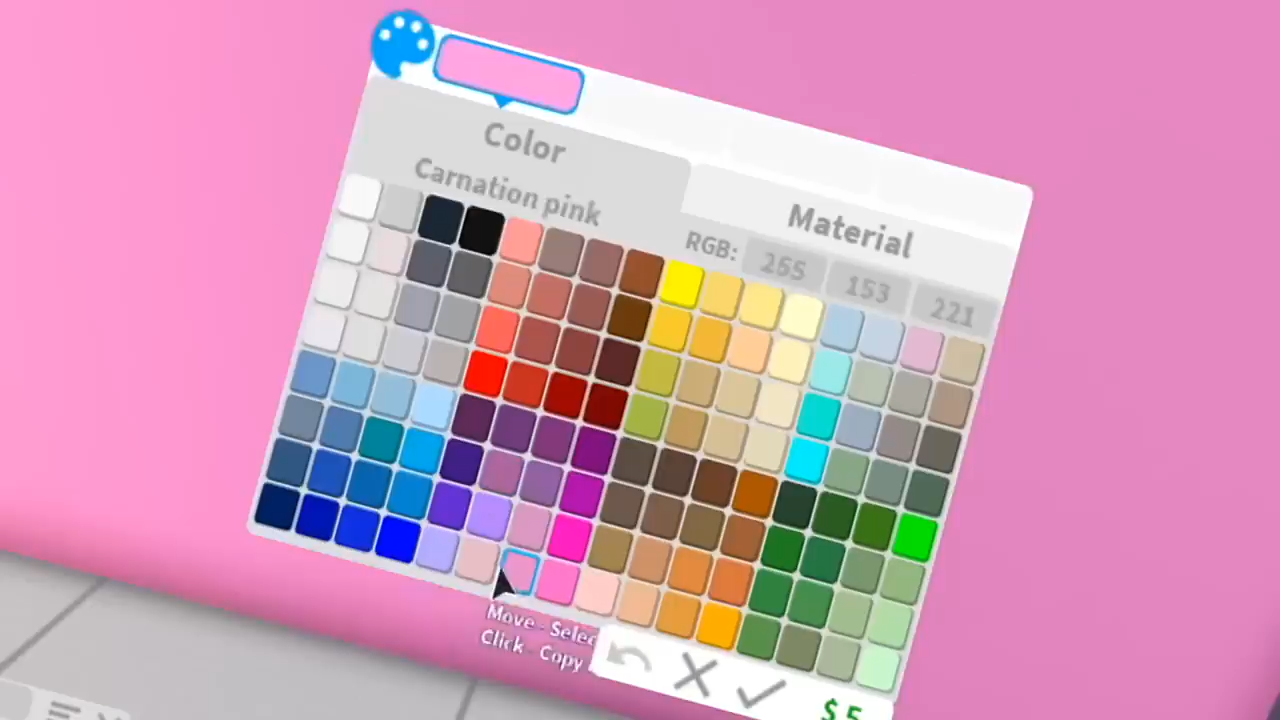 Color
Carnation pink
Material
RGB: 255 153 221
Move - Selec
Click - Copy
$5